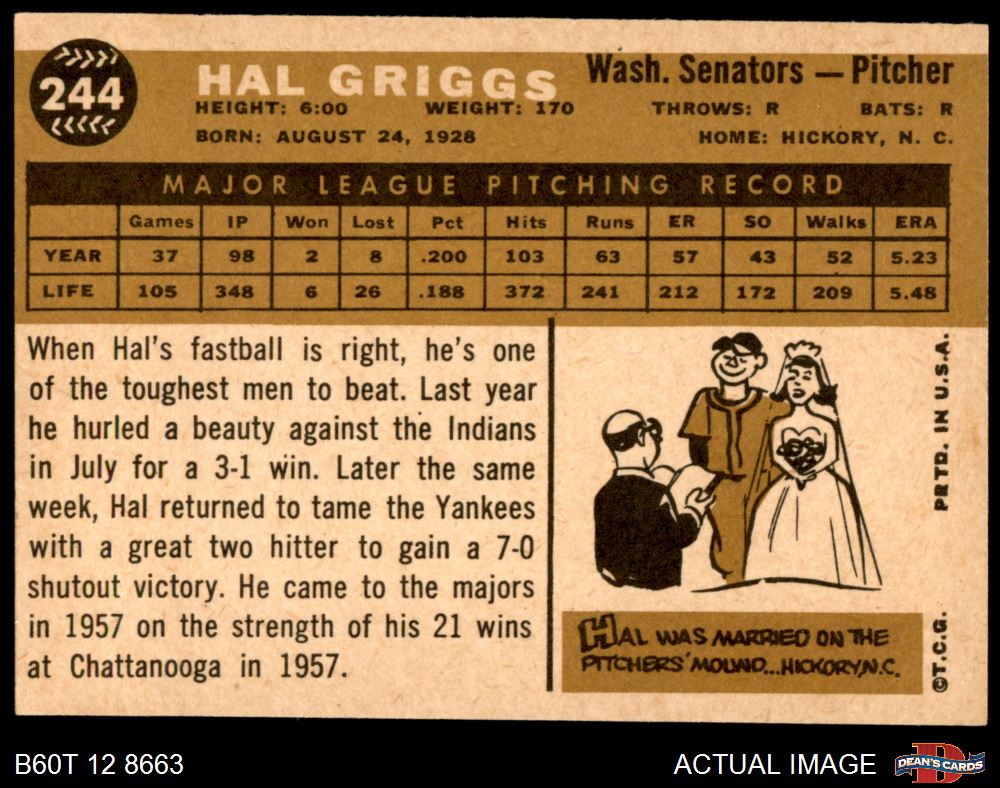 244
HAL GRIGGS
Wash. Senators — Pitcher
HEIGHT: 6:00 WEIGHT: 170 THROWS: R BATS: R
BORN: AUGUST 24, 1928 HOME: HICKORY, N. C.
MAJOR LEAGUE PITCHING RECORD
Games IP Won Lost Pct Hits Runs ER SO Walks ERA
YEAR 37 98 2 8 .200 103 63 57 43 52 5.23
LIFE 105 348 6 26 .188 372 241 212 172 209 5.48
When Hal's fastball is right, he's one
of the toughest men to beat. Last year
he hurled a beauty against the Indians
in July for a 3-1 win. Later the same
week, Hal returned to tame the Yankees
with a great two hitter to gain a 7-0
shutout victory. He came to the majors
in 1957 on the strength of his 21 wins
at Chattanooga in 1957.
HAL WAS MARRIED ON THE
PITCHERS' MOUND...HICKORY, N.C.
PRTD. IN U.S.A.
©T.C.G.
B60T 12 8663
ACTUAL IMAGE
DEAN'S CARDS